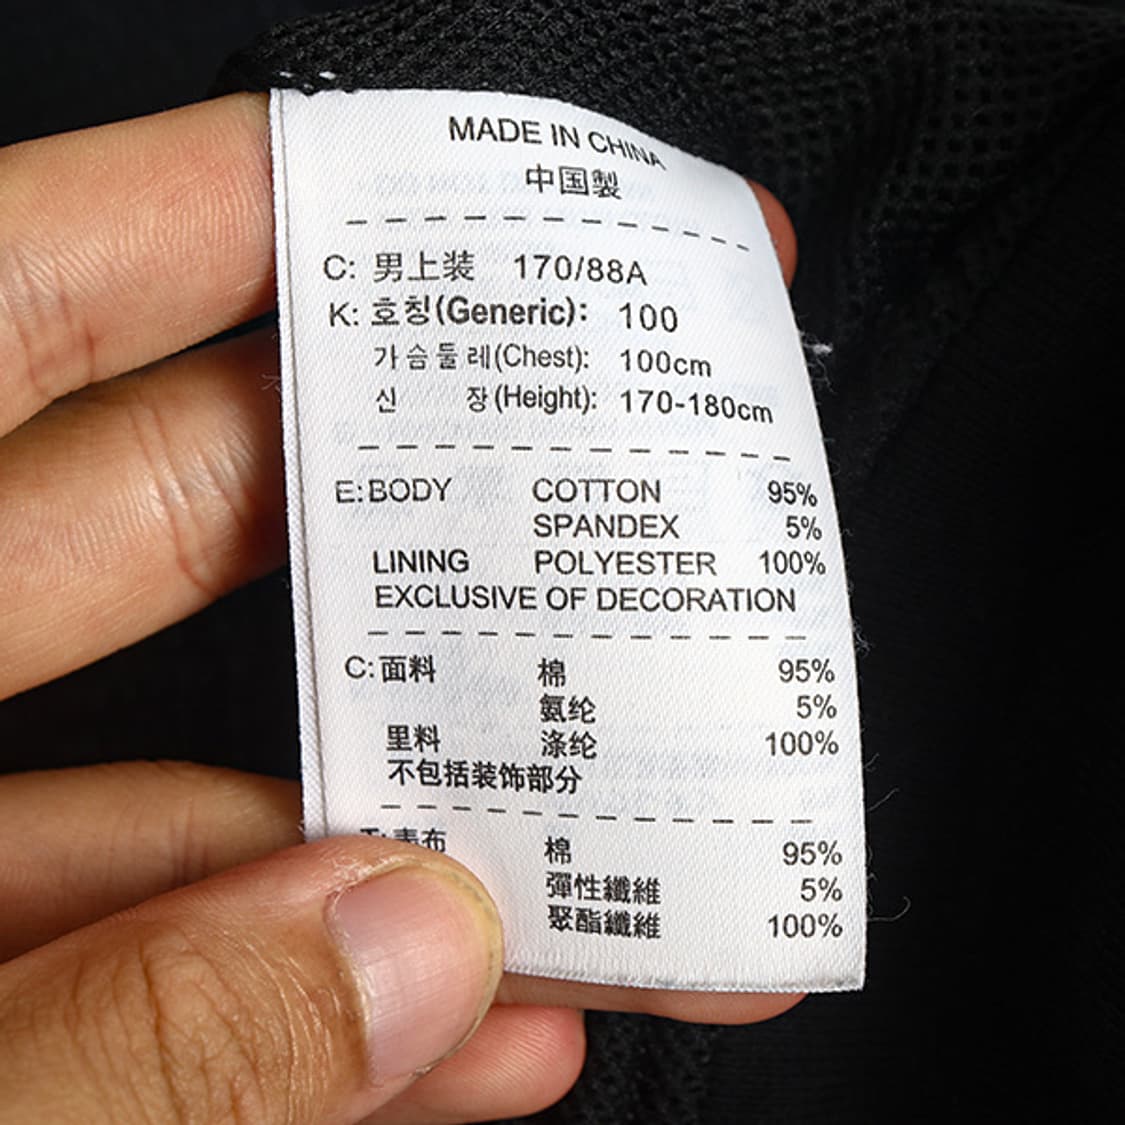 MADE IN CHINA
中国製
C: 男上装 170/88A
K: 호칭(Generic): 100
가슴둘레(Chest): 100cm
신 장(Height): 170-180cm
E: BODY COTTON 95%
SPANDEX 5%
LINING POLYESTER 100%
EXCLUSIVE OF DECORATION
C: 面料 棉 95%
氨纶 5%
里料 涤纶 100%
不包括装饰部分
表布 棉 95%
彈性纖維 5%
聚酯纖維 100%